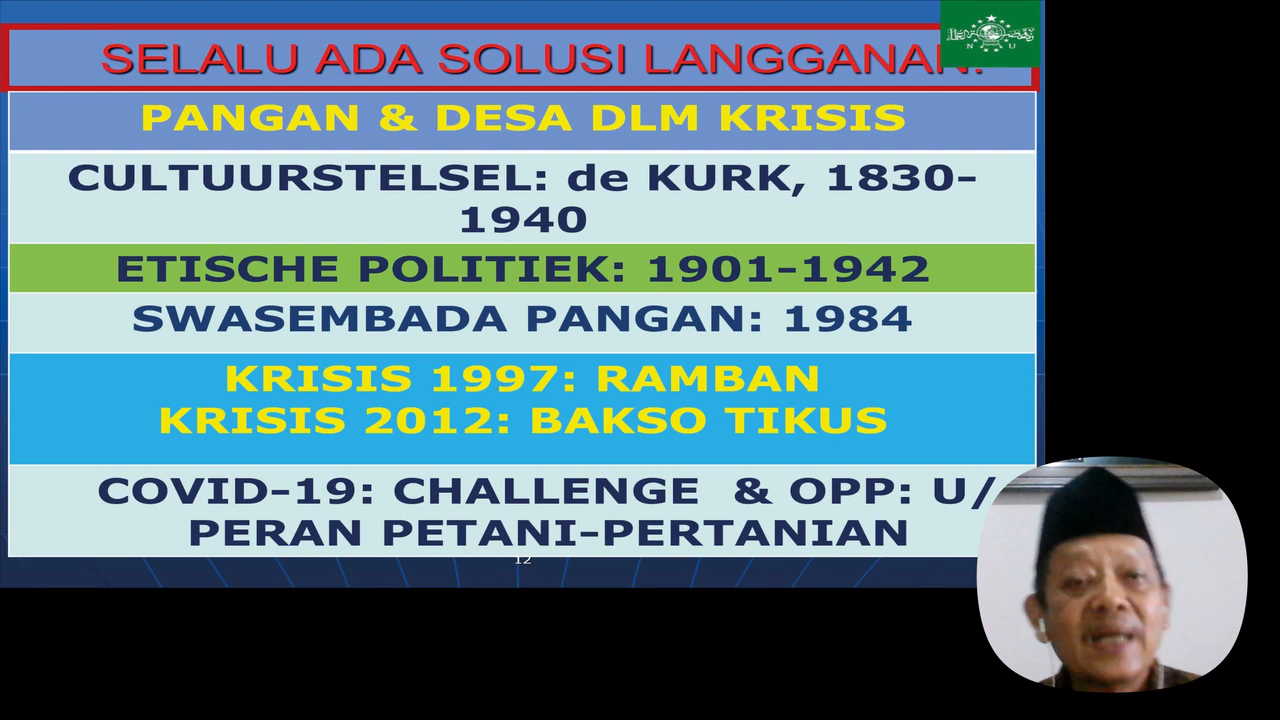 SELALU ADA SOLUSI LANGGANAN:
N U
PANGAN & DESA DLM KRISIS
CULTUURSTELSEL: de KURK, 1830-
1940
ETISCHE POLITIEK: 1901-1942
SWASEMBADA PANGAN: 1984
KRISIS 1997: RAMBAN
KRISIS 2012: BAKSO TIKUS
COVID-19: CHALLENGE & OPP: U/
PERAN PETANI-PERTANIAN
12